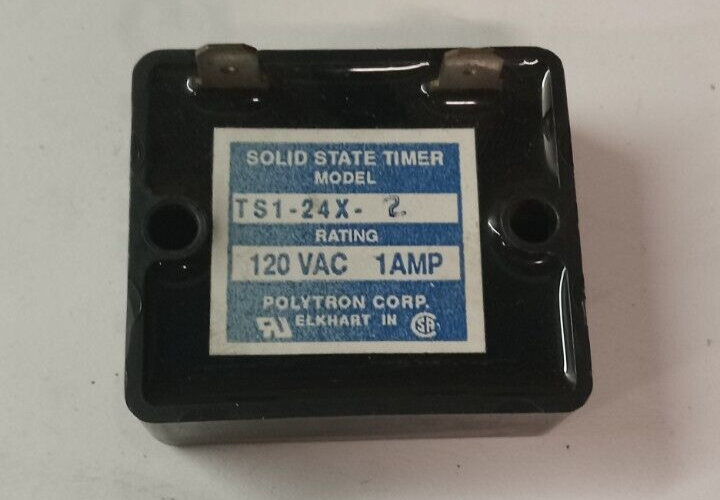 SOLID STATE TIMER
MODEL
TS1-24X- 2
RATING
120 VAC 1AMP
POLYTRON CORP.
ELKHART IN